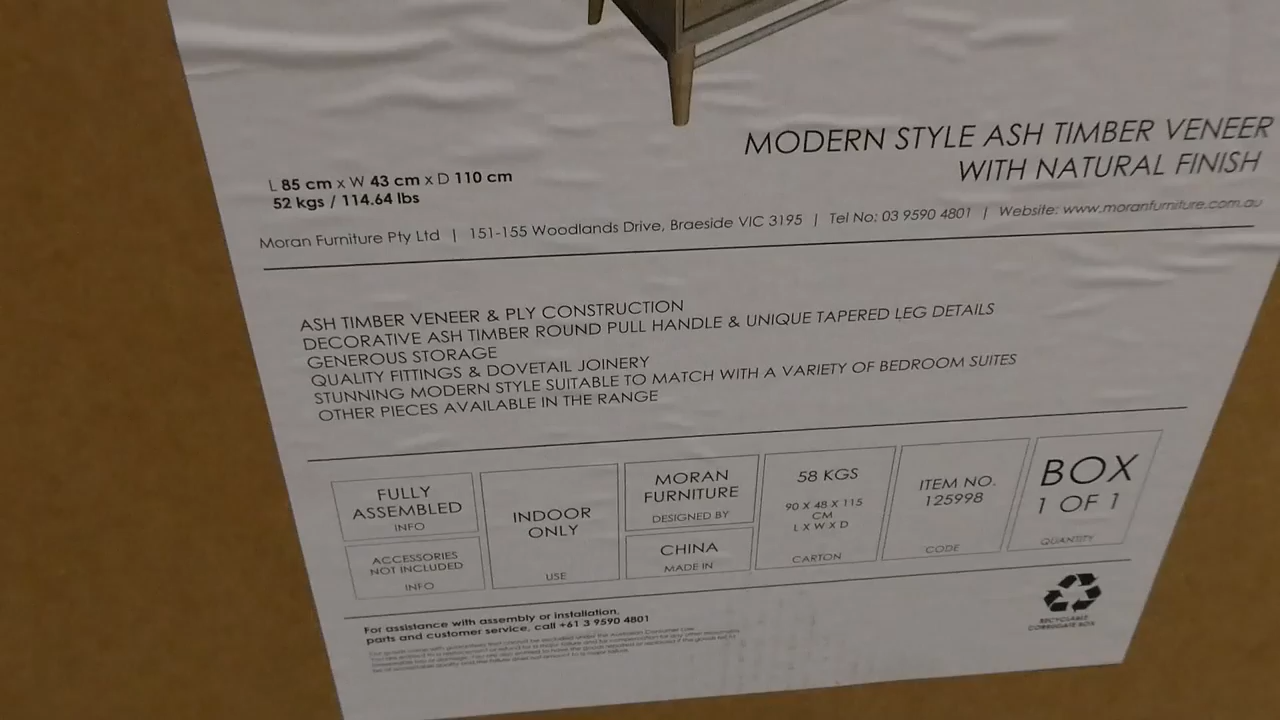 MODERN STYLE ASH TIMBER VENEER
WITH NATURAL FINISH
L 85 cm x W 43 cm x D 110 cm
52 kgs / 114.64 lbs
Moran Furniture Pty Ltd | 151-155 Woodlands Drive, Braeside VIC 3195 | Tel No: 03 9590 4801 | Website: www.moranfurniture.com.au
ASH TIMBER VENEER & PLY CONSTRUCTION
DECORATIVE ASH TIMBER ROUND PULL HANDLE & UNIQUE TAPERED LEG DETAILS
GENEROUS STORAGE
QUALITY FITTINGS & DOVETAIL JOINERY
STUNNING MODERN STYLE SUITABLE TO MATCH WITH A VARIETY OF BEDROOM SUITES
OTHER PIECES AVAILABLE IN THE RANGE
FULLY
ASSEMBLED
INFO
ACCESSORIES
NOT INCLUDED
INFO
INDOOR
ONLY
USE
MORAN
FURNITURE
DESIGNED BY
CHINA
MADE IN
58 KGS
90 X 48 X 115
CM
L X W X D
CARTON
ITEM NO.
125998
CODE
BOX
1 OF 1
QUANTITY
For assistance with assembly or installation,
parts and customer service, call +61 3 9590 4801
RECYCLABLE
CORRUGATE BOX